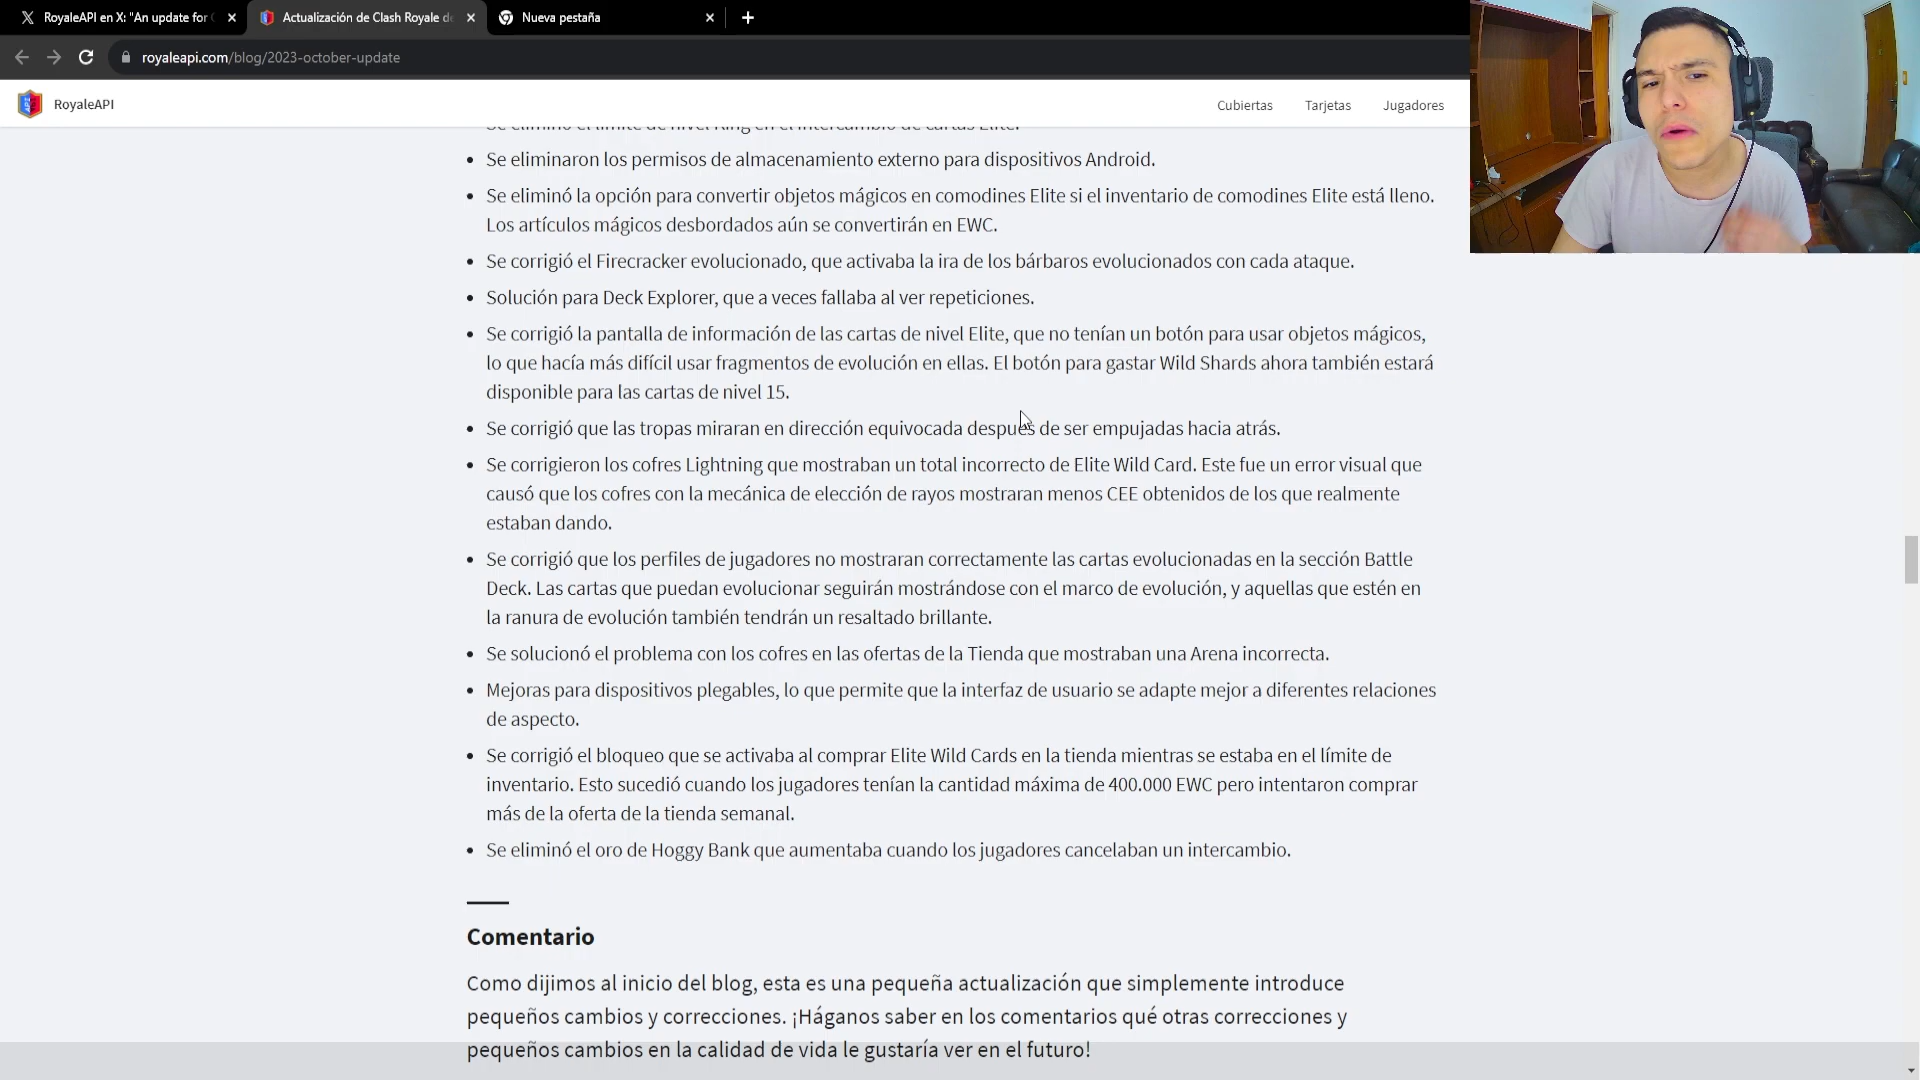 RoyaleAPI en X: "An update for
Actualización de Clash Royale de
Nueva pestaña
royaleapi.com/blog/2023-october-update
RoyaleAPI
Cubiertas
Tarjetas
Jugadores
Se eliminó el límite de nivel King en el intercambio de cartas Elite.
• Se eliminaron los permisos de almacenamiento externo para dispositivos Android.
• Se eliminó la opción para convertir objetos mágicos en comodines Elite si el inventario de comodines Elite está lleno.
Los artículos mágicos desbordados aún se convertirán en EWC.
• Se corrigió el Firecracker evolucionado, que activaba la ira de los bárbaros evolucionados con cada ataque.
• Solución para Deck Explorer, que a veces fallaba al ver repeticiones.
• Se corrigió la pantalla de información de las cartas de nivel Elite, que no tenían un botón para usar objetos mágicos,
lo que hacía más difícil usar fragmentos de evolución en ellas. El botón para gastar Wild Shards ahora también estará
disponible para las cartas de nivel 15.
• Se corrigió que las tropas miraran en dirección equivocada después de ser empujadas hacia atrás.
• Se corrigieron los cofres Lightning que mostraban un total incorrecto de Elite Wild Card. Este fue un error visual que
causó que los cofres con la mecánica de elección de rayos mostraran menos CEE obtenidos de los que realmente
estaban dando.
• Se corrigió que los perfiles de jugadores no mostraran correctamente las cartas evolucionadas en la sección Battle
Deck. Las cartas que puedan evolucionar seguirán mostrándose con el marco de evolución, y aquellas que estén en
la ranura de evolución también tendrán un resaltado brillante.
• Se solucionó el problema con los cofres en las ofertas de la Tienda que mostraban una Arena incorrecta.
• Mejoras para dispositivos plegables, lo que permite que la interfaz de usuario se adapte mejor a diferentes relaciones
de aspecto.
• Se corrigió el bloqueo que se activaba al comprar Elite Wild Cards en la tienda mientras se estaba en el límite de
inventario. Esto sucedió cuando los jugadores tenían la cantidad máxima de 400.000 EWC pero intentaron comprar
más de la oferta de la tienda semanal.
• Se eliminó el oro de Hoggy Bank que aumentaba cuando los jugadores cancelaban un intercambio.
Comentario
Como dijimos al inicio del blog, esta es una pequeña actualización que simplemente introduce
pequeños cambios y correcciones. ¡Háganos saber en los comentarios qué otras correcciones y
pequeños cambios en la calidad de vida le gustaría ver en el futuro!